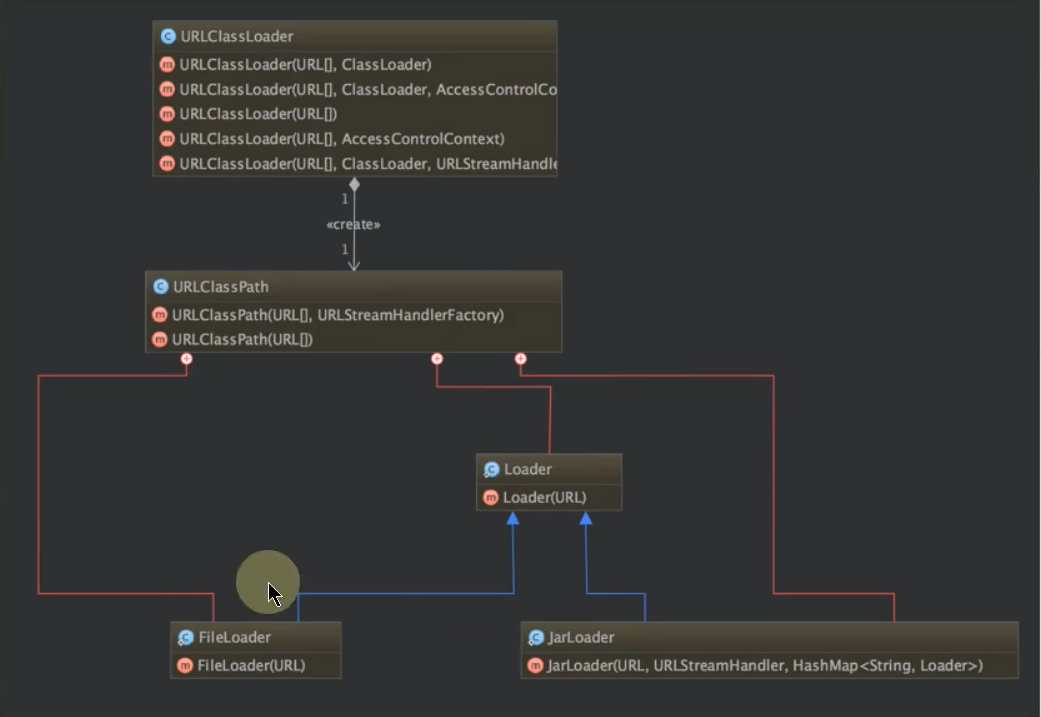 URLClassLoader
URLClassLoader(URL[], ClassLoader)
URLClassLoader(URL[], ClassLoader, AccessControlCo
URLClassLoader(URL[])
URLClassLoader(URL[], AccessControlContext)
URLClassLoader(URL[], ClassLoader, URLStreamHandle
1
«create»
1
URLClassPath
URLClassPath(URL[], URLStreamHandlerFactory)
URLClassPath(URL[])
Loader
Loader(URL)
FileLoader
FileLoader(URL)
JarLoader
JarLoader(URL, URLStreamHandler, HashMap<String, Loader>)